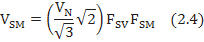 V_SM = (V_N/√3 √2) F_SV F_SM (2.4)